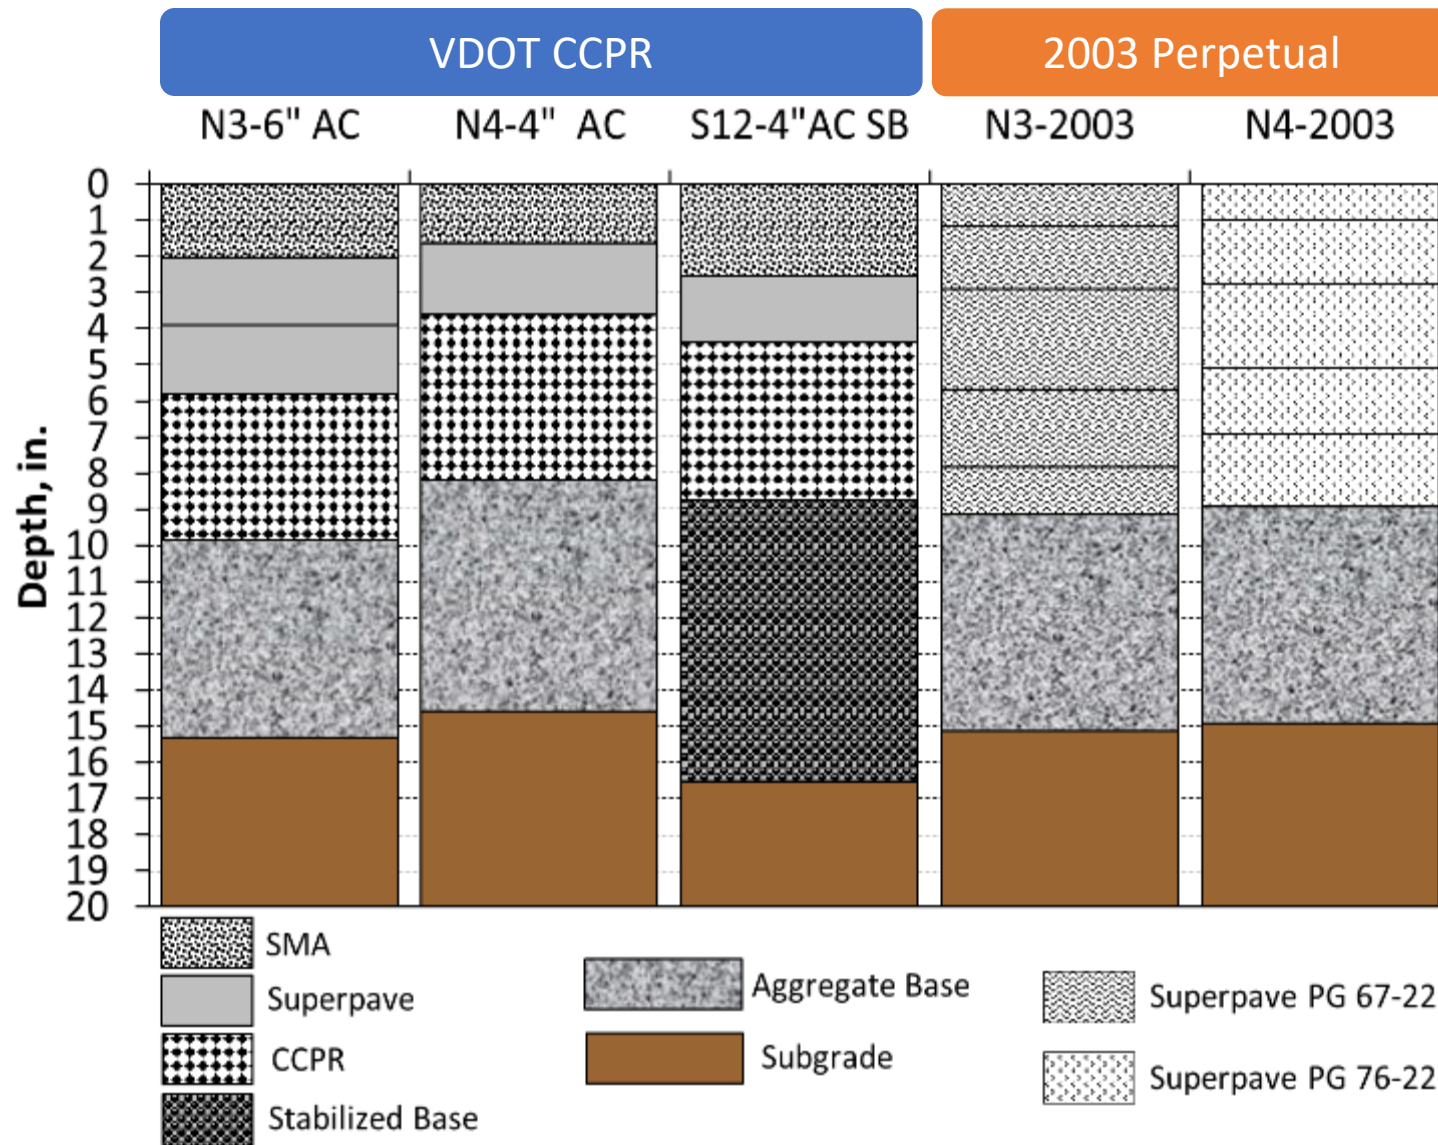 VDOT CCPR
2003 Perpetual
N3-6" AC
N4-4" AC
S12-4"AC SB
N3-2003
N4-2003
Depth, in.
0
1
2
3
4
5
6
7
8
9
10
11
12
13
14
15
16
17
18
19
20
SMA
Superpave
CCPR
Stabilized Base
Aggregate Base
Subgrade
Superpave PG 67-22
Superpave PG 76-22